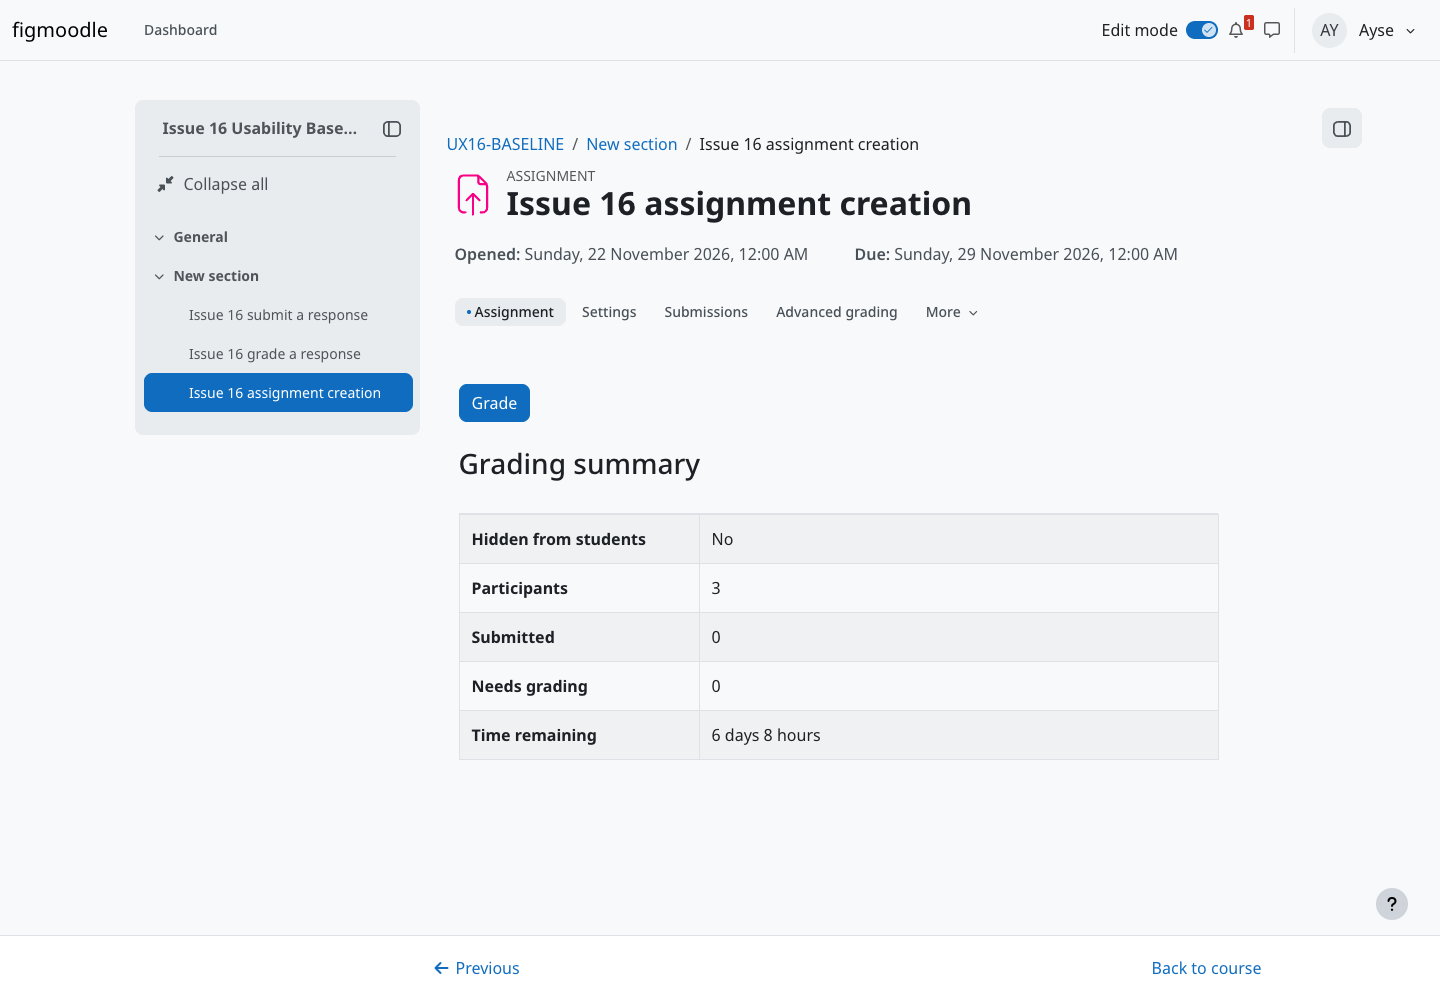 figmoodle
Dashboard
Edit mode
1
AY
Ayse
Issue 16 Usability Base...
Collapse all
General
New section
Issue 16 submit a response
Issue 16 grade a response
Issue 16 assignment creation
UX16-BASELINE / New section / Issue 16 assignment creation
ASSIGNMENT
Issue 16 assignment creation
Opened: Sunday, 22 November 2026, 12:00 AM
Due: Sunday, 29 November 2026, 12:00 AM
Assignment
Settings
Submissions
Advanced grading
More
Grade
Grading summary
Hidden from students No
Participants 3
Submitted 0
Needs grading 0
Time remaining 6 days 8 hours
?
Previous
Back to course